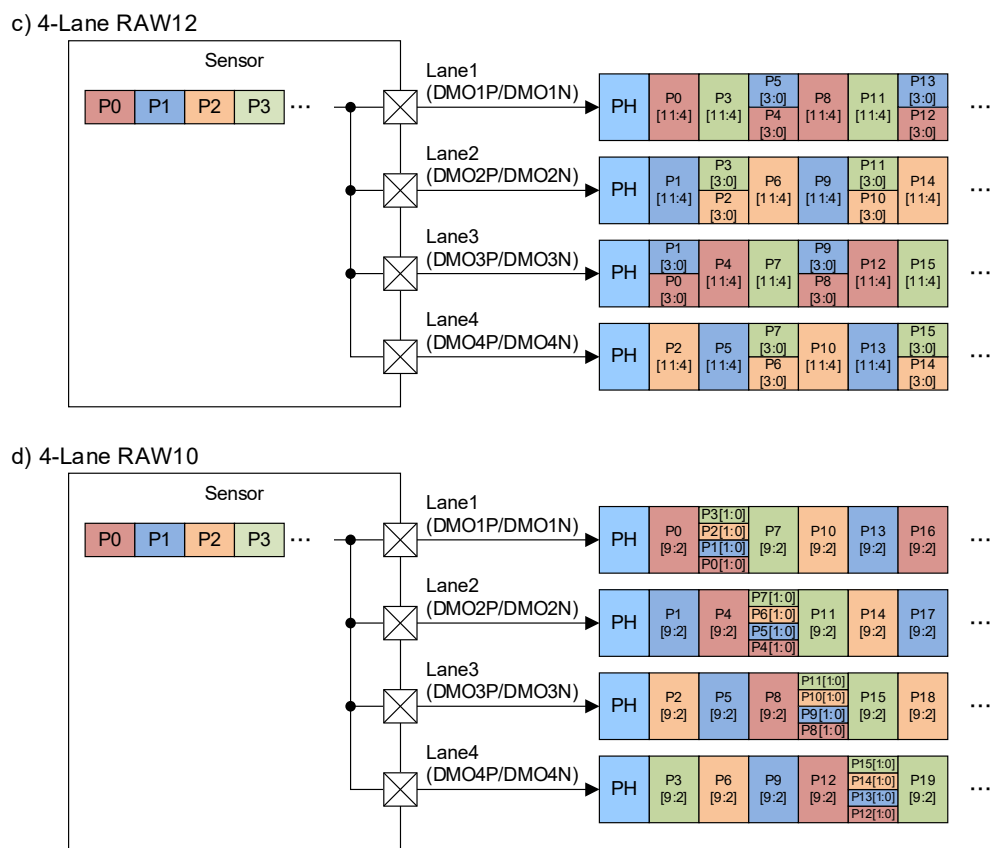 c) 4-Lane RAW12
Sensor
P0 P1 P2 P3 ...
Lane1
(DMO1P/DMO1N)
PH
P0
[11:4]
P3
[11:4]
P5
[3:0]
P4
[3:0]
P8
[11:4]
P11
[11:4]
P13
[3:0]
P12
[3:0]
...
Lane2
(DMO2P/DMO2N)
PH
P1
[11:4]
P3
[3:0]
P2
[3:0]
P6
[11:4]
P9
[11:4]
P11
[3:0]
P10
[3:0]
P14
[11:4]
...
Lane3
(DMO3P/DMO3N)
PH
P1
[3:0]
P0
[3:0]
P4
[11:4]
P7
[11:4]
P9
[3:0]
P8
[3:0]
P12
[11:4]
P15
[11:4]
...
Lane4
(DMO4P/DMO4N)
PH
P2
[11:4]
P5
[11:4]
P7
[3:0]
P6
[3:0]
P10
[11:4]
P13
[11:4]
P15
[3:0]
P14
[3:0]
...
d) 4-Lane RAW10
Sensor
P0 P1 P2 P3 ...
Lane1
(DMO1P/DMO1N)
PH
P0
[9:2]
P3[1:0]
P2[1:0]
P1[1:0]
P0[1:0]
P7
[9:2]
P10
[9:2]
P13
[9:2]
P16
[9:2]
...
Lane2
(DMO2P/DMO2N)
PH
P1
[9:2]
P4
[9:2]
P7[1:0]
P6[1:0]
P5[1:0]
P4[1:0]
P11
[9:2]
P14
[9:2]
P17
[9:2]
...
Lane3
(DMO3P/DMO3N)
PH
P2
[9:2]
P5
[9:2]
P8
[9:2]
P11[1:0]
P10[1:0]
P9[1:0]
P8[1:0]
P15
[9:2]
P18
[9:2]
...
Lane4
(DMO4P/DMO4N)
PH
P3
[9:2]
P6
[9:2]
P9
[9:2]
P12
[9:2]
P15[1:0]
P14[1:0]
P13[1:0]
P12[1:0]
P19
[9:2]
...